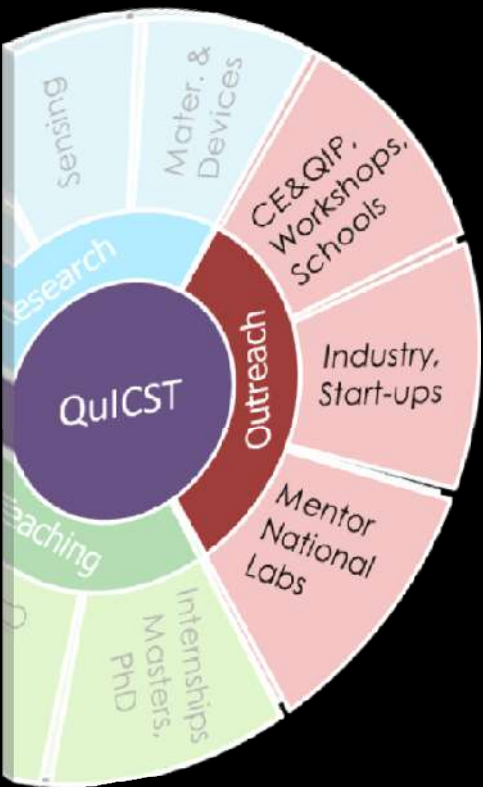 Sensing
Mater. &
Devices
CE&QIP,
Workshops,
Schools
esearch
Outreach
QuICST
Industry,
Start-ups
Mentor
National
Labs
eaching
Internships
Masters,
PhD